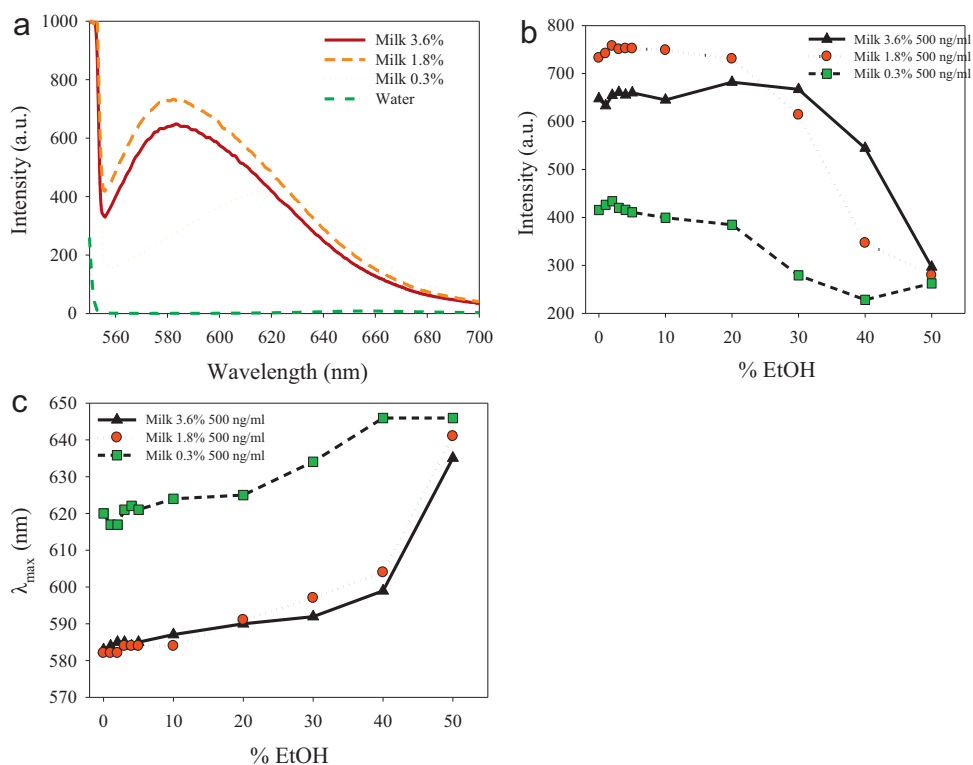 a
Intensity (a.u.)
1000
800
600
400
200
0
560 580 600 620 640 660 680 700
Wavelength (nm)
Milk 3.6%
Milk 1.8%
Milk 0.3%
Water
b
Intensity (a.u.)
800
700
600
500
400
300
200
0 10 20 30 40 50
% EtOH
Milk 3.6% 500 ng/ml
Milk 1.8% 500 ng/ml
Milk 0.3% 500 ng/ml
c
λmax (nm)
650
640
630
620
610
600
590
580
570
0 10 20 30 40 50
% EtOH
Milk 3.6% 500 ng/ml
Milk 1.8% 500 ng/ml
Milk 0.3% 500 ng/ml